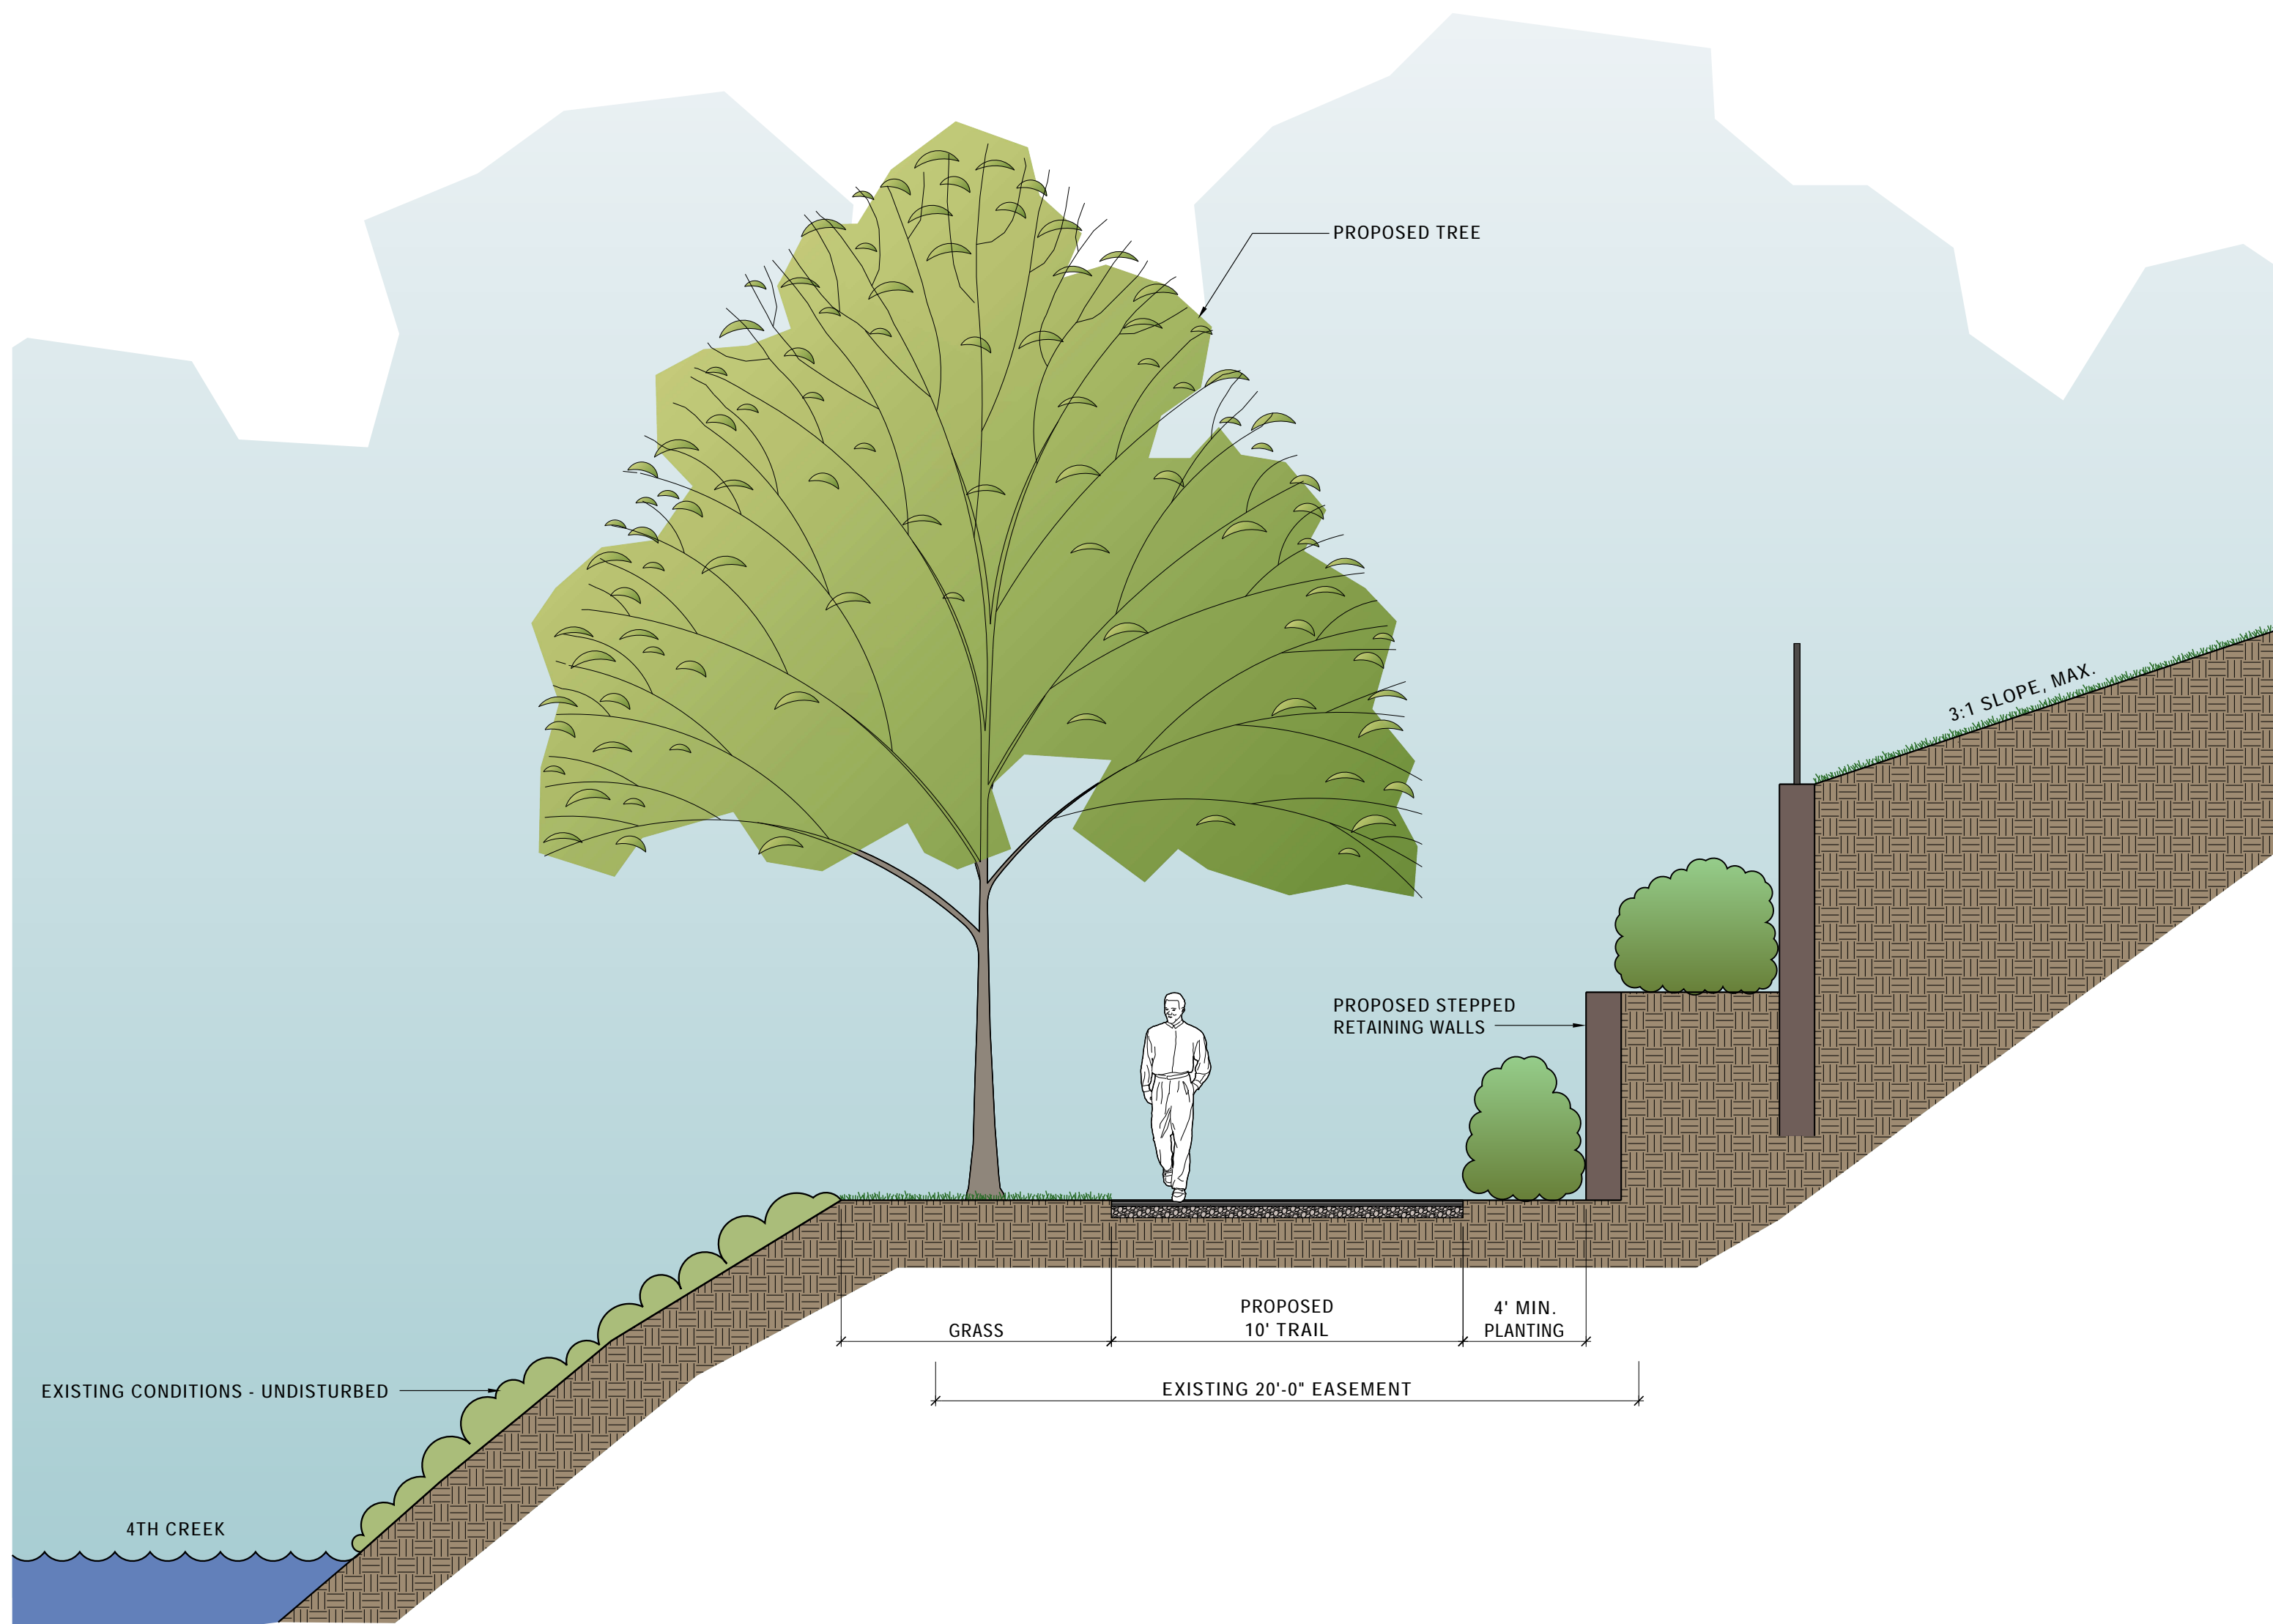 PROPOSED TREE
3:1 SLOPE, MAX.
PROPOSED STEPPED
RETAINING WALLS
PROPOSED
10' TRAIL
4' MIN.
PLANTING
GRASS
EXISTING 20'-0" EASEMENT
EXISTING CONDITIONS - UNDISTURBED
4TH CREEK